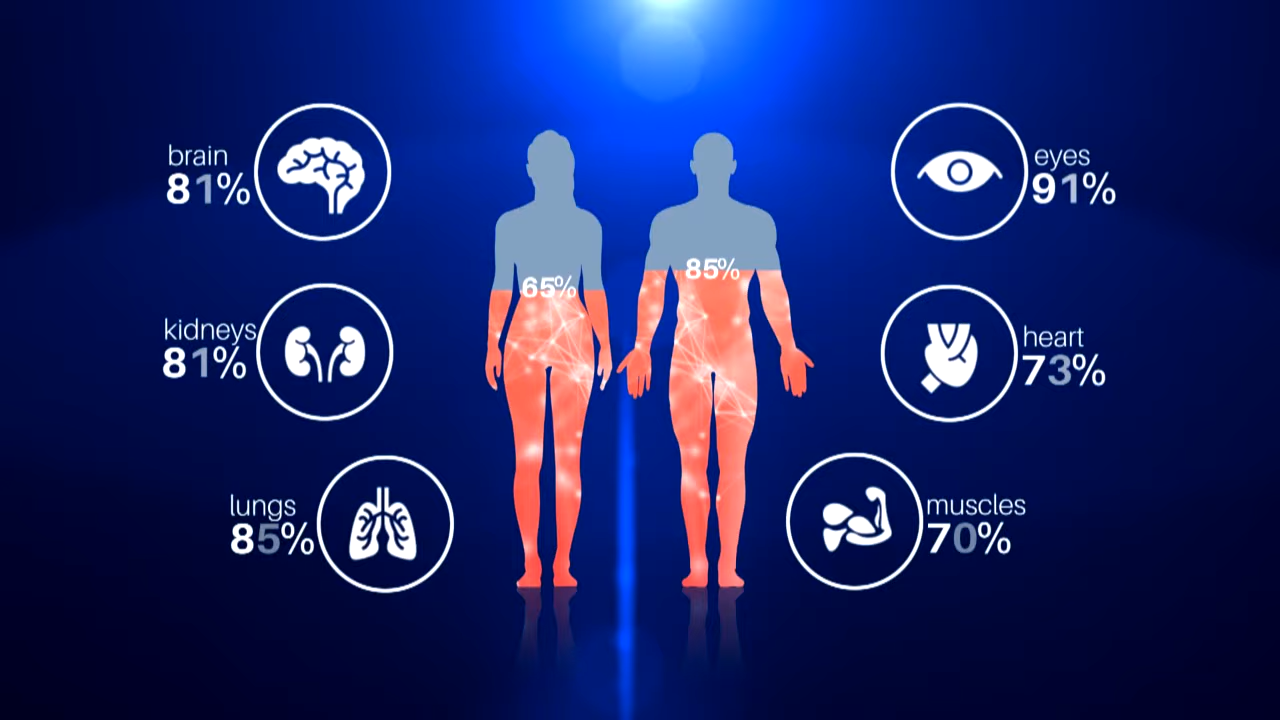 brain
81%
kidneys
81%
lungs
85%
65%
85%
eyes
91%
heart
73%
muscles
70%